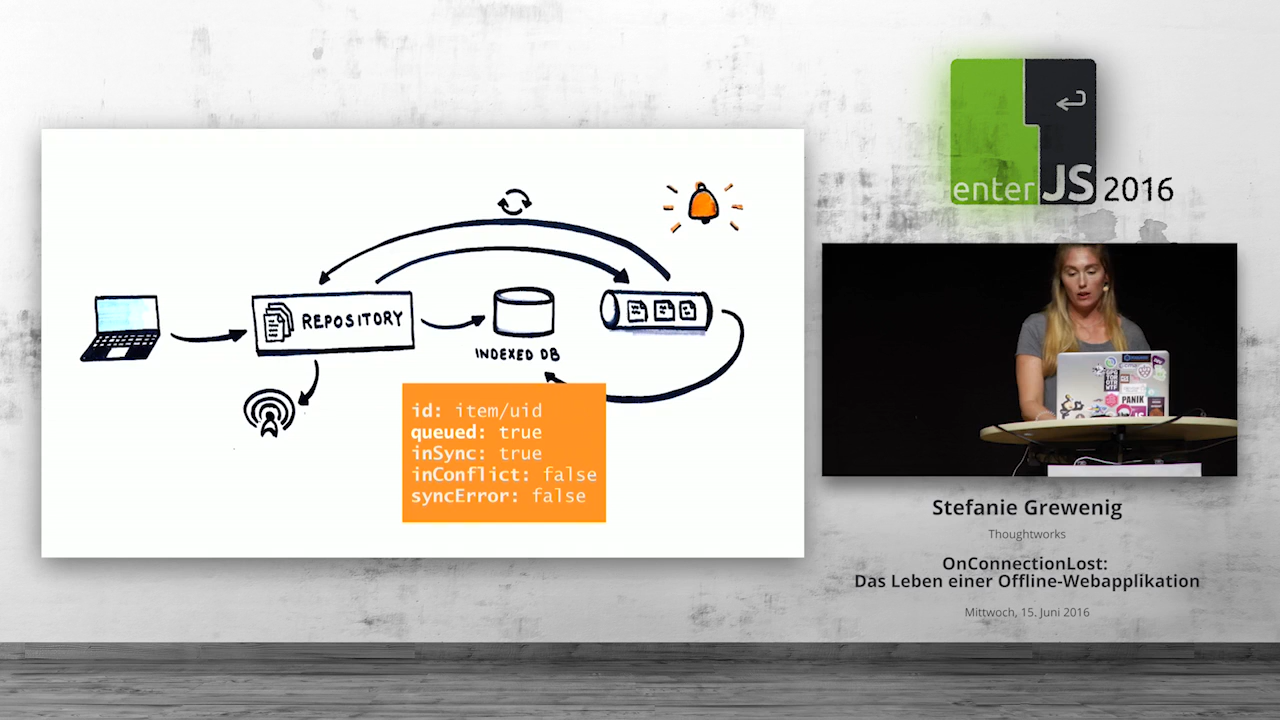 REPOSITORY
INDEXED DB
id: item/uid
queued: true
inSync: true
inConflict: false
syncError: false
enterJS 2016
PANIK
Stefanie Grewenig
Thoughtworks
OnConnectionLost:
Das Leben einer Offline-Webapplikation
Mittwoch, 15. Juni 2016